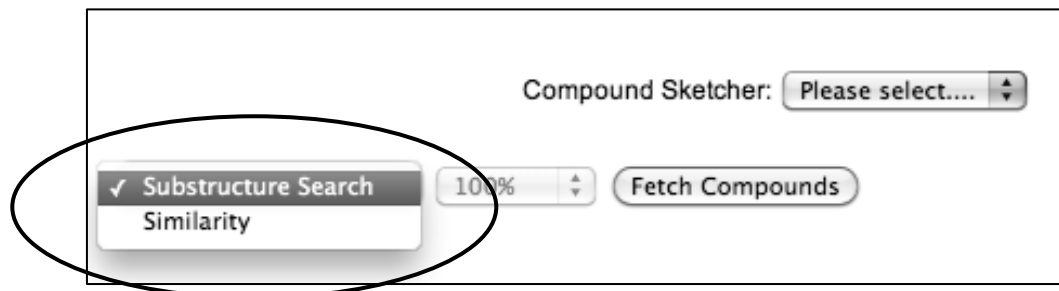 Compound Sketcher: Please select....
✓ Substructure Search 100% Fetch Compounds
Similarity